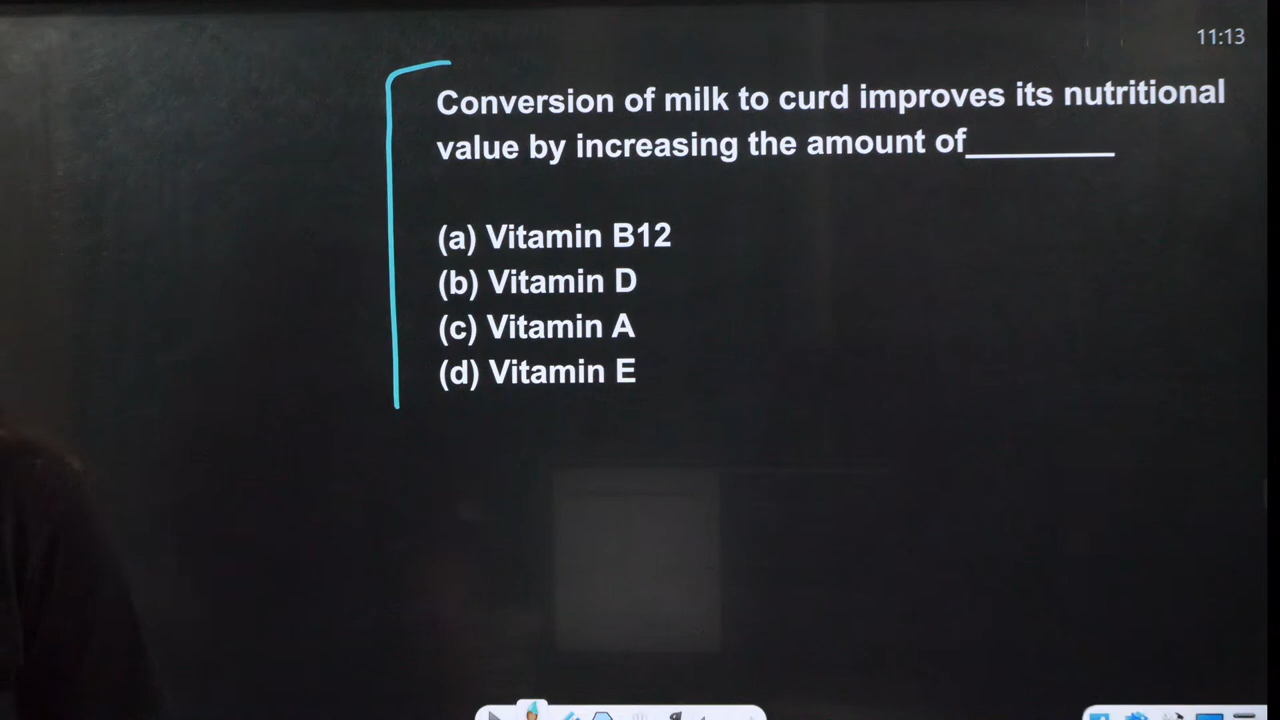 11:13
Conversion of milk to curd improves its nutritional
value by increasing the amount of________
(a) Vitamin B12
(b) Vitamin D
(c) Vitamin A
(d) Vitamin E